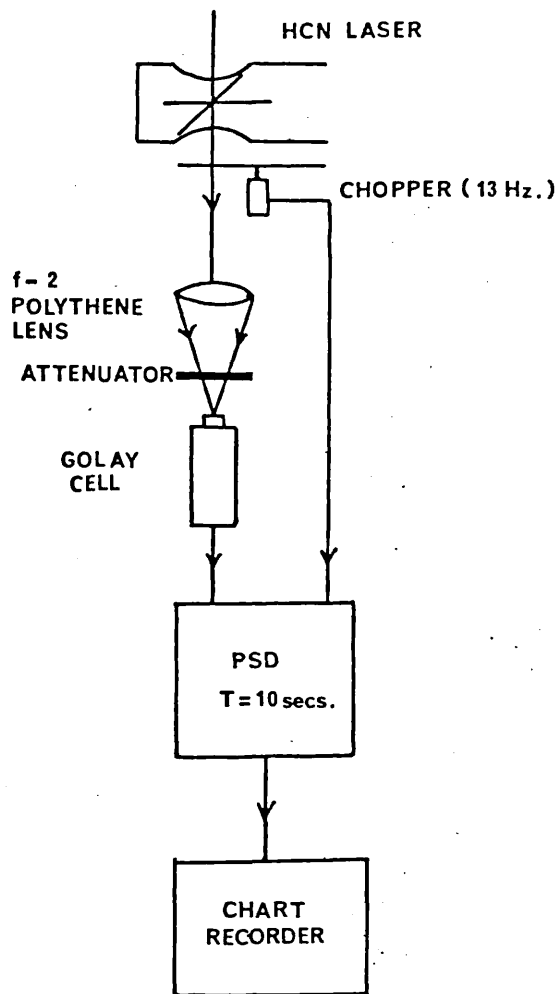 HCN LASER
CHOPPER ( 13 Hz. )
f- 2
POLYTHENE
LENS
ATTENUATOR
GOLAY
CELL
PSD
T = 10 secs.
CHART
RECORDER